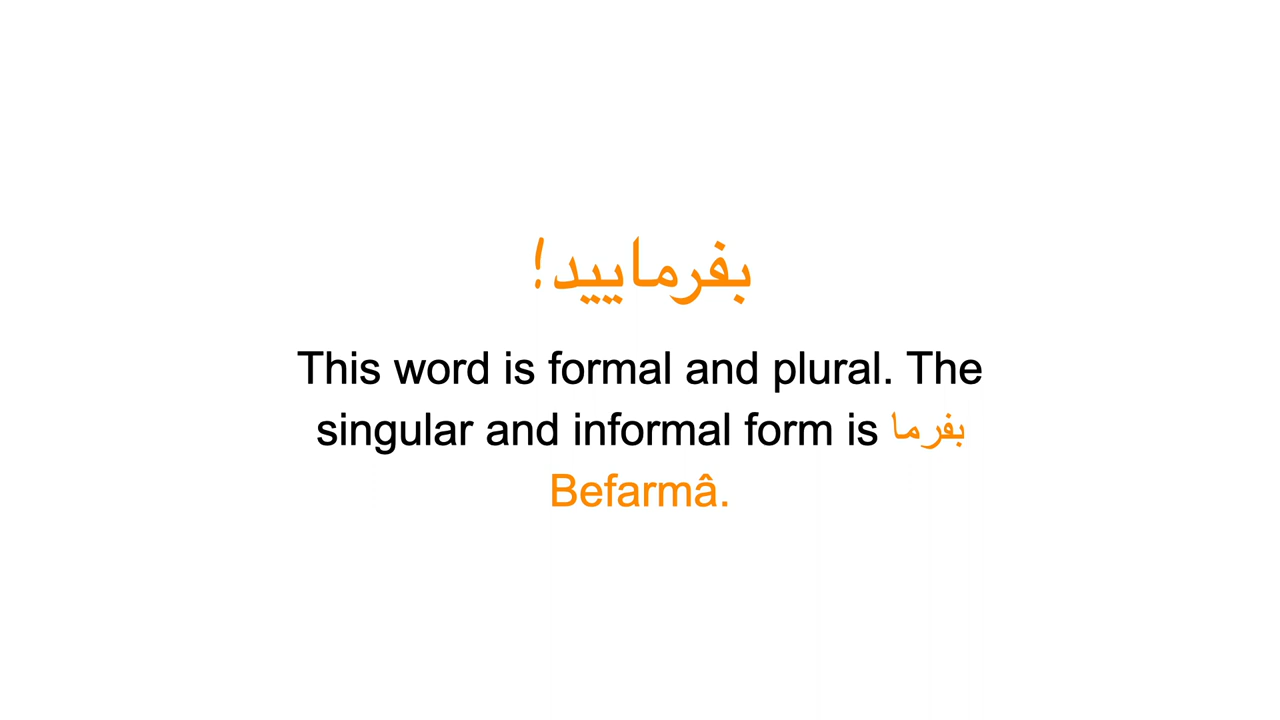 بفرمایید!
This word is formal and plural. The
singular and informal form is بفرما
Befarmâ.